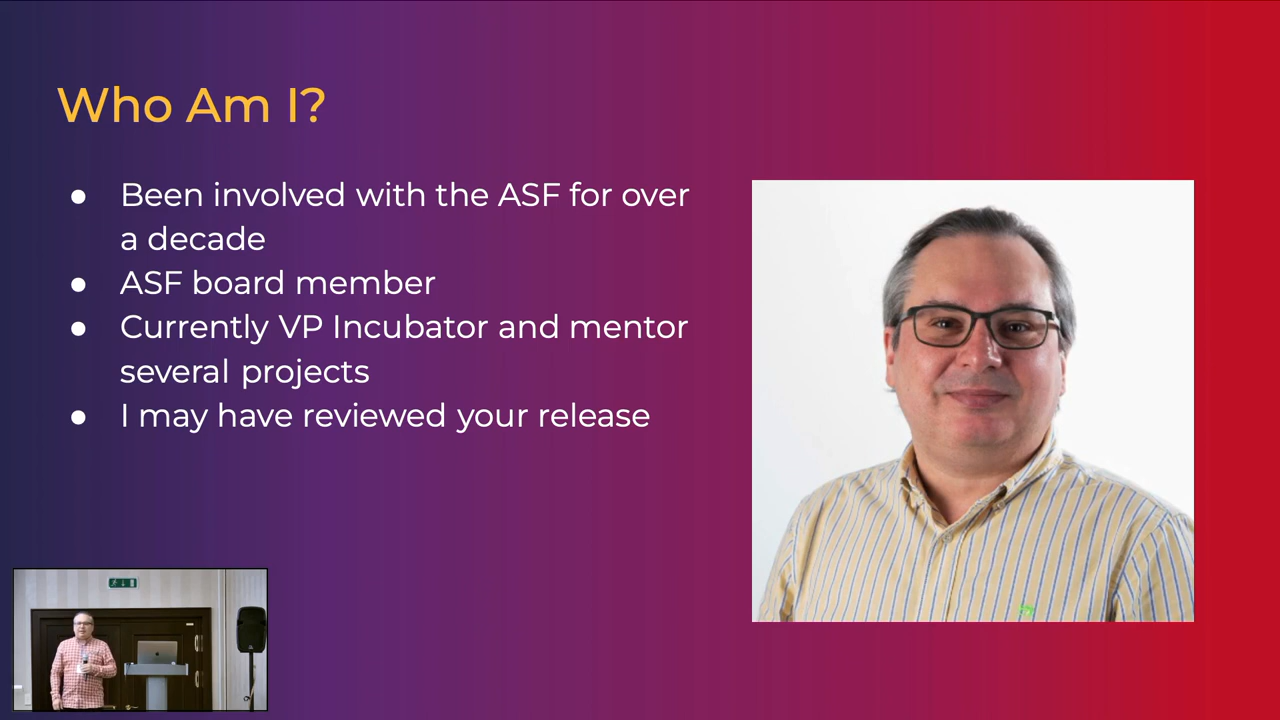 Who Am I?
● Been involved with the ASF for over
a decade
● ASF board member
● Currently VP Incubator and mentor
several projects
● I may have reviewed your release